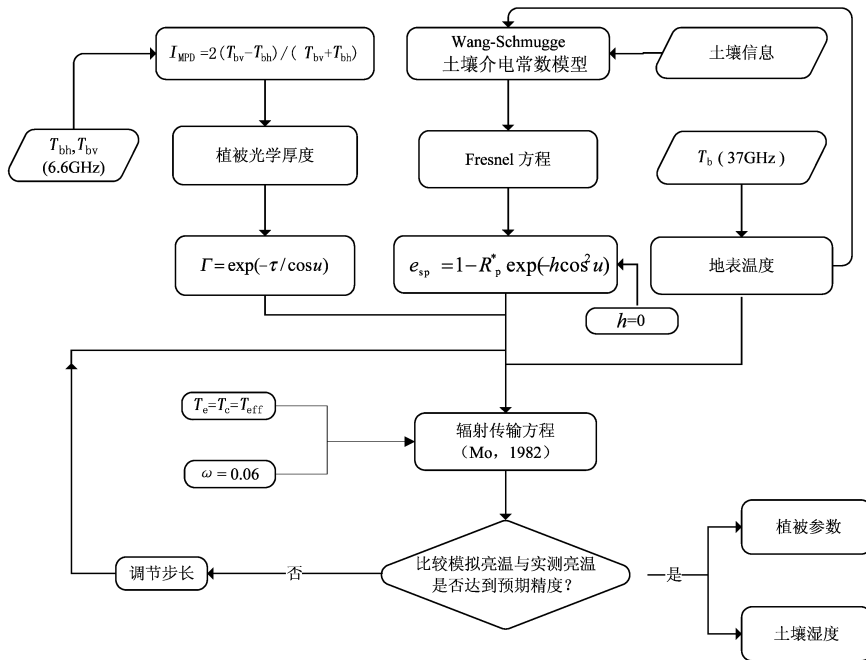 I_MPD =2(T_bv−T_bh)/( T_bv+T_bh)
Wang-Schmugge
土壤介电常数模型
土壤信息
T_bh,T_bv
(6.6GHz)
植被光学厚度
Fresnel 方程
T_b ( 37GHz )
Γ=exp(−τ/cosu)
e_sp =1−R*_p exp(−hcos²u)
地表温度
h=0
T_e=T_c=T_eff
辐射传输方程
（Mo，1982）
ω = 0.06
植被参数
比较模拟亮温与实测亮温
是否达到预期精度？
调节步长
否
是
土壤湿度